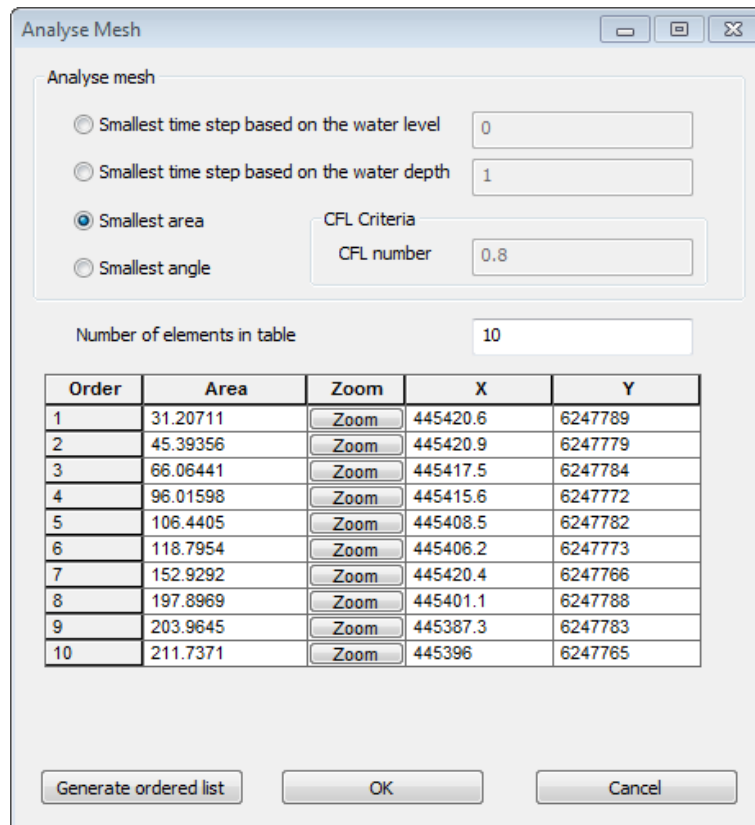 Analyse Mesh
Analyse mesh
Smallest time step based on the water level 0
Smallest time step based on the water depth 1
Smallest area
CFL Criteria
CFL number 0.8
Smallest angle
Number of elements in table 10
Order Area Zoom X Y
1 31.20711 Zoom 445420.6 6247789
2 45.39356 Zoom 445420.9 6247779
3 66.06441 Zoom 445417.5 6247784
4 96.01598 Zoom 445415.6 6247772
5 106.4405 Zoom 445408.5 6247782
6 118.7954 Zoom 445406.2 6247773
7 152.9292 Zoom 445420.4 6247766
8 197.8969 Zoom 445401.1 6247788
9 203.9645 Zoom 445387.3 6247783
10 211.7371 Zoom 445396 6247765
Generate ordered list OK Cancel